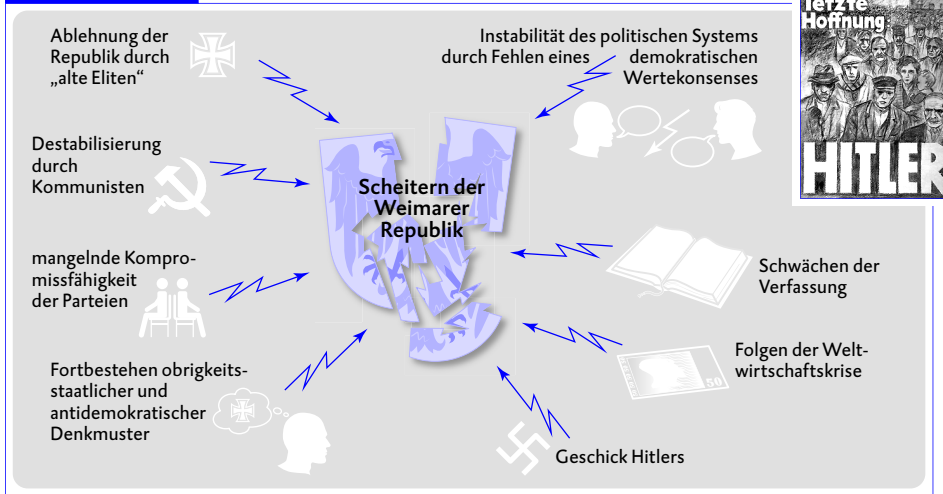 Ablehnung der
Republik durch
„alte Eliten“
Instabilität des politischen Systems
durch Fehlen eines demokratischen
Wertekonsenses
letzte
Hoffnung
HITLER
Destabilisierung
durch
Kommunisten
Scheitern der
Weimarer
Republik
mangelnde Kompro-
missfähigkeit
der Parteien
Schwächen der
Verfassung
Fortbestehen obrigkeits-
staatlicher und
antidemokratischer
Denkmuster
Folgen der Welt-
wirtschaftskrise
50
Geschick Hitlers